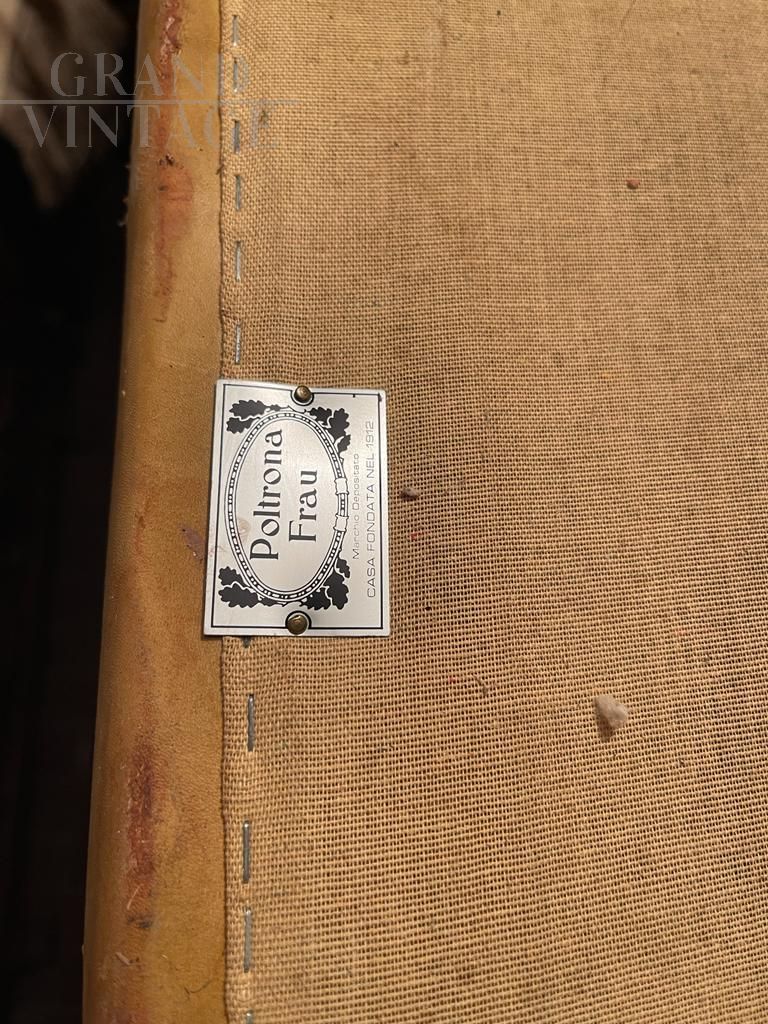 GRAND
VINTAGE
Poltrona
Frau
Marchio Depositato
CASA FONDATA NEL 1912